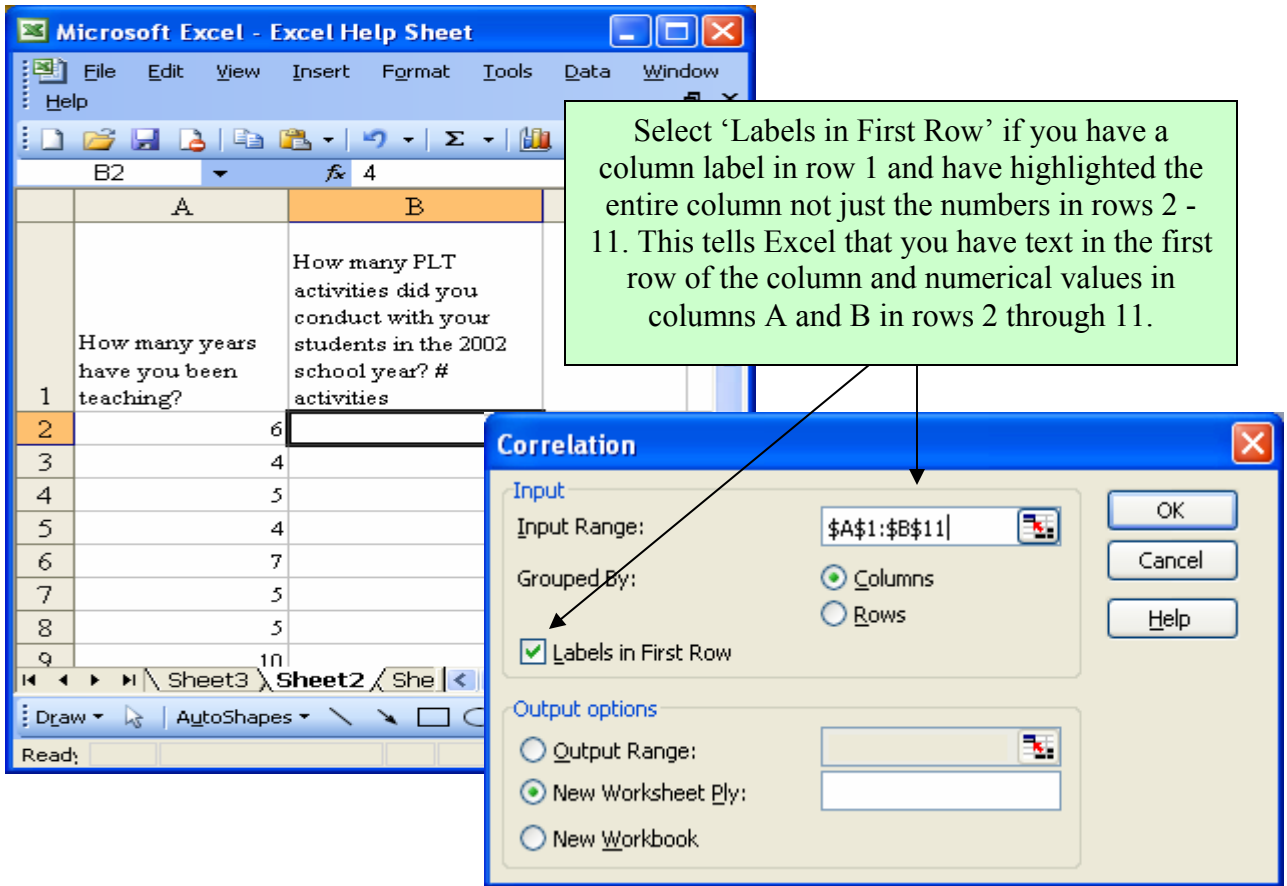 Microsoft Excel - Excel Help Sheet
File Edit View Insert Format Tools Data Window
Help
B2 fx 4
A B
1 How many years
have you been
teaching?
How many PLT
activities did you
conduct with your
students in the 2002
school year? #
activities
2 6
3 4
4 5
5 4
6 7
7 5
8 5
9 10
Sheet3 Sheet2 She
Draw AutoShapes
Ready
Select ‘Labels in First Row’ if you have a
column label in row 1 and have highlighted the
entire column not just the numbers in rows 2 -
11. This tells Excel that you have text in the first
row of the column and numerical values in
columns A and B in rows 2 through 11.
Correlation
Input
Input Range: $A$1:$B$11
Grouped By: Columns
Rows
Labels in First Row
OK
Cancel
Help
Output options
Output Range:
New Worksheet Ply:
New Workbook